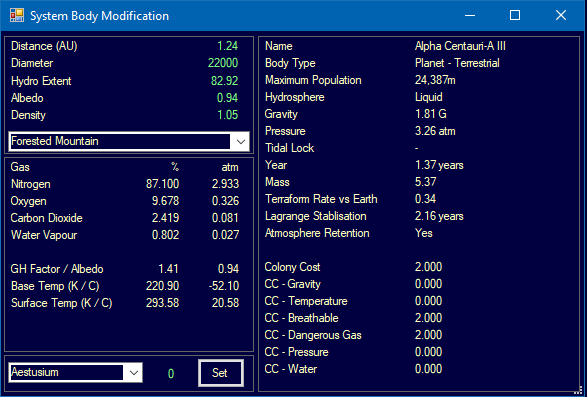 System Body Modification
Distance (AU) 1.24
Diameter 22000
Hydro Extent 82.92
Albedo 0.94
Density 1.05
Forested Mountain
Gas % atm
Nitrogen 87.100 2.933
Oxygen 9.678 0.326
Carbon Dioxide 2.419 0.081
Water Vapour 0.802 0.027
GH Factor / Albedo 1.41 0.94
Base Temp (K / C) 220.90 -52.10
Surface Temp (K / C) 293.58 20.58
Aestusium 0 Set
Name Alpha Centauri-A III
Body Type Planet - Terrestrial
Maximum Population 24,387m
Hydrosphere Liquid
Gravity 1.81 G
Pressure 3.26 atm
Tidal Lock -
Year 1.37 years
Mass 5.37
Terraform Rate vs Earth 0.34
Lagrange Stablisation 2.16 years
Atmosphere Retention Yes
Colony Cost 2.000
CC - Gravity 0.000
CC - Temperature 0.000
CC - Breathable 2.000
CC - Dangerous Gas 2.000
CC - Pressure 0.000
CC - Water 0.000